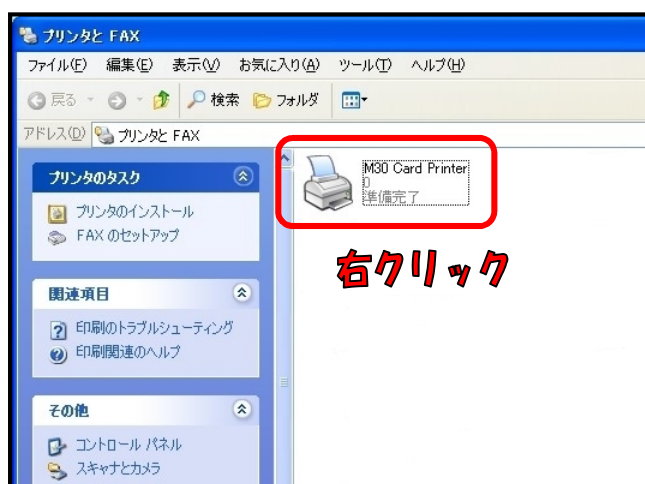 プリンタと FAX
ファイル(F) 編集(E) 表示(V) お気に入り(A) ツール(T) ヘルプ(H)
戻る 検索 フォルダ
アドレス(D) プリンタと FAX
プリンタのタスク
プリンタのインストール
FAX のセットアップ
関連項目
印刷のトラブルシューティング
印刷関連のヘルプ
その他
コントロール パネル
スキャナとカメラ
M30 Card Printer
0
準備完了
右クリック